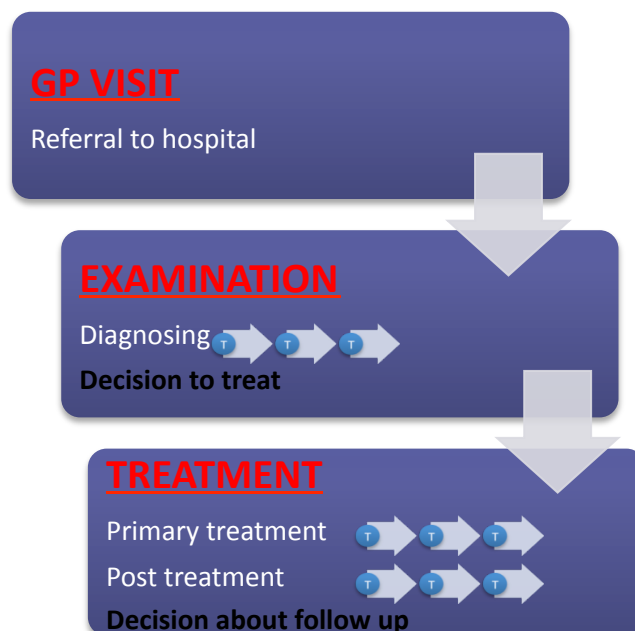 GP VISIT
Referral to hospital
EXAMINATION
Diagnosing T T T
Decision to treat
TREATMENT
Primary treatment T T T
Post treatment T T T
Decision about follow up